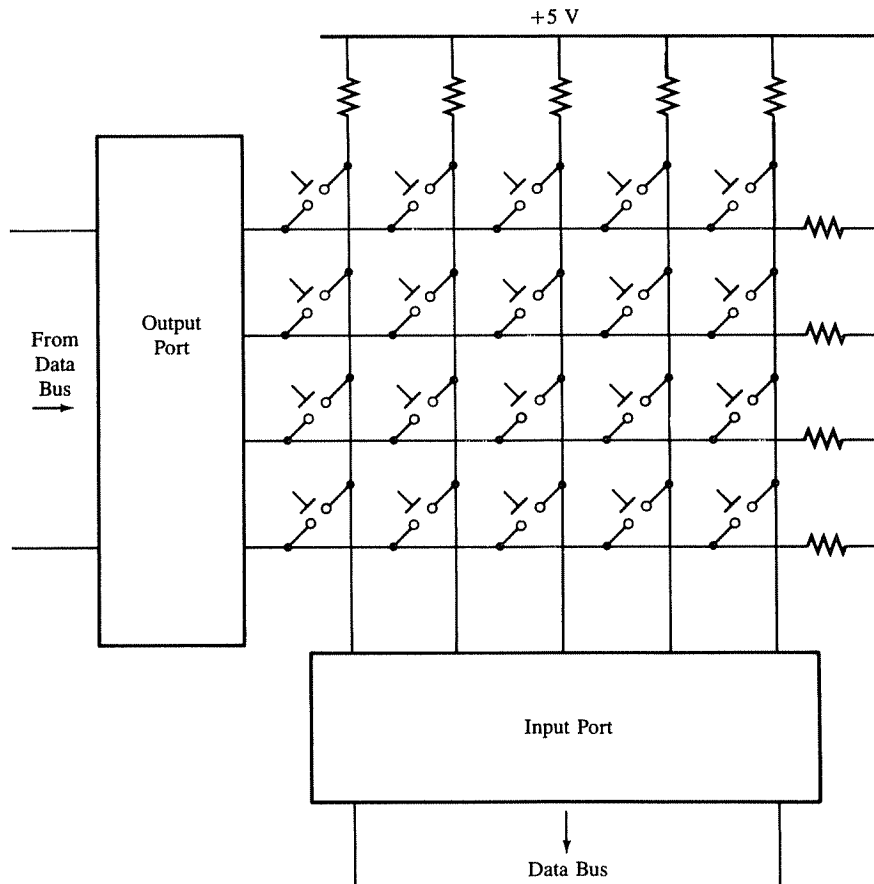 +5 V
Output
Port
From
Data
Bus
Input Port
Data Bus